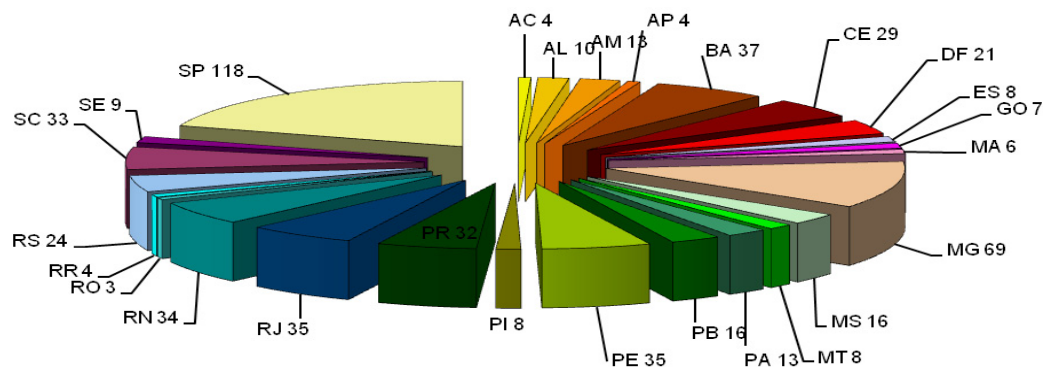 AC 4
AL 10
AM 13
AP 4
BA 37
CE 29
DF 21
ES 8
GO 7
MA 6
MG 69
MS 16
MT 8
PA 13
PB 16
PE 35
PI 8
PR 32
RJ 35
RN 34
RO 3
RR 4
RS 24
SC 33
SE 9
SP 118